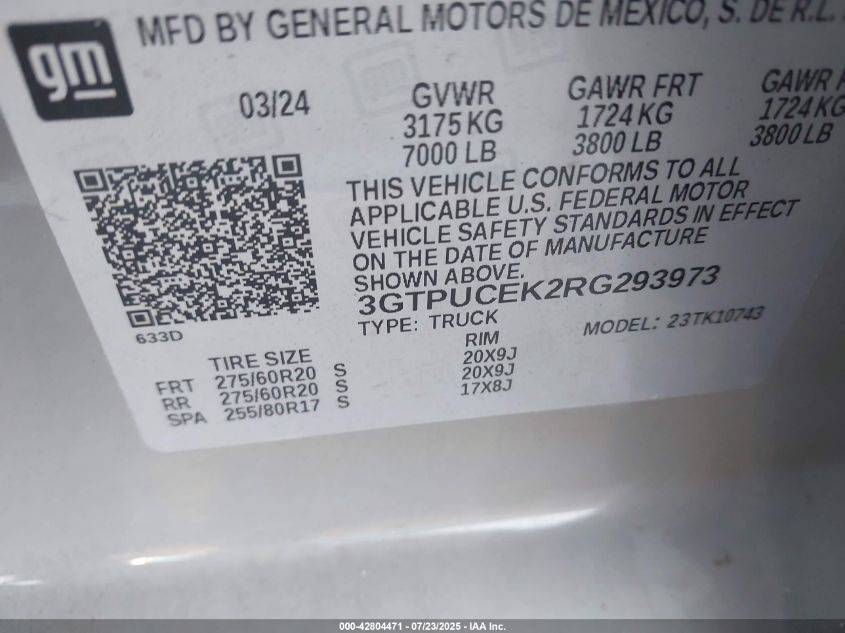 MFD BY GENERAL MOTORS DE MEXICO, S. DE R.L.
gm
03/24
GVWR GAWR FRT GAWR
3175 KG 1724 KG 1724 KG
7000 LB 3800 LB 3800 LB
THIS VEHICLE CONFORMS TO ALL
APPLICABLE U.S. FEDERAL MOTOR
VEHICLE SAFETY STANDARDS IN EFFECT
ON THE DATE OF MANUFACTURE
SHOWN ABOVE.
3GTPUCEK2RG293973
633D
TYPE: TRUCK MODEL: 23TK10743
TIRE SIZE RIM
FRT 275/60R20 S 20X9J
RR 275/60R20 S 20X9J
SPA 255/80R17 S 17X8J
000-42804471 - 07/23/2025 - IAA Inc.